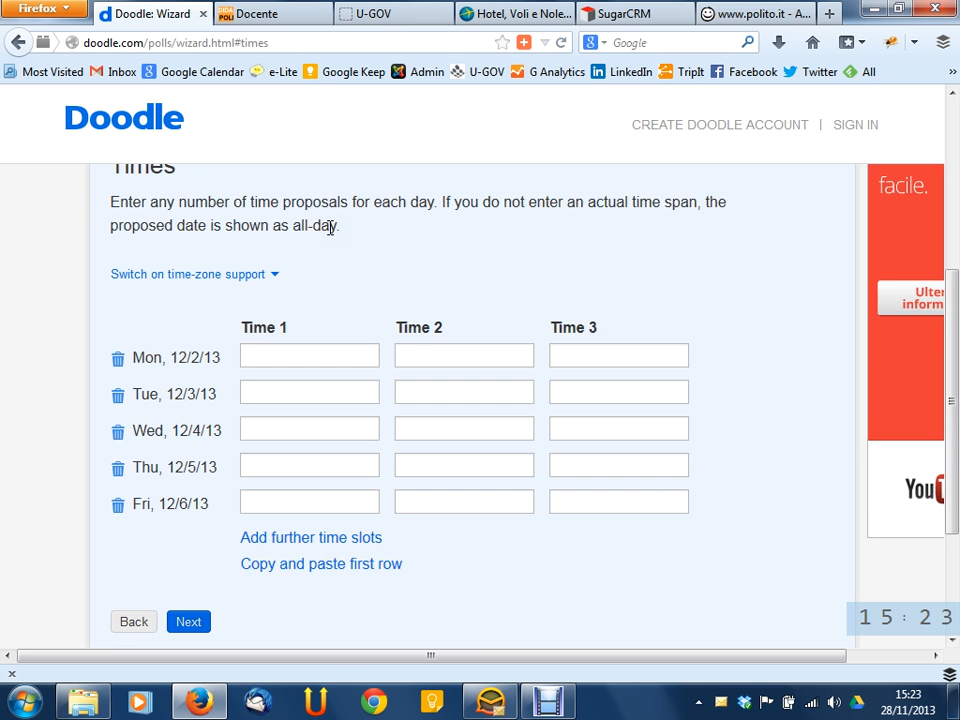 Firefox
Doodle: Wizard
Docente
U-GOV
Hotel, Voli e Nole...
SugarCRM
www.polito.it - A...
doodle.com/polls/wizard.html#times
Google
Most Visited
Inbox
Google Calendar
e-Lite
Google Keep
Admin
U-GOV
G Analytics
LinkedIn
TripIt
Facebook
Twitter
All
Doodle
CREATE DOODLE ACCOUNT | SIGN IN
Times
Enter any number of time proposals for each day. If you do not enter an actual time span, the
proposed date is shown as all-day.
Switch on time-zone support
Time 1 Time 2 Time 3
Mon, 12/2/13
Tue, 12/3/13
Wed, 12/4/13
Thu, 12/5/13
Fri, 12/6/13
Add further time slots
Copy and paste first row
Back Next
facile.
Ulter
inform
You
15:23
15:23
28/11/2013